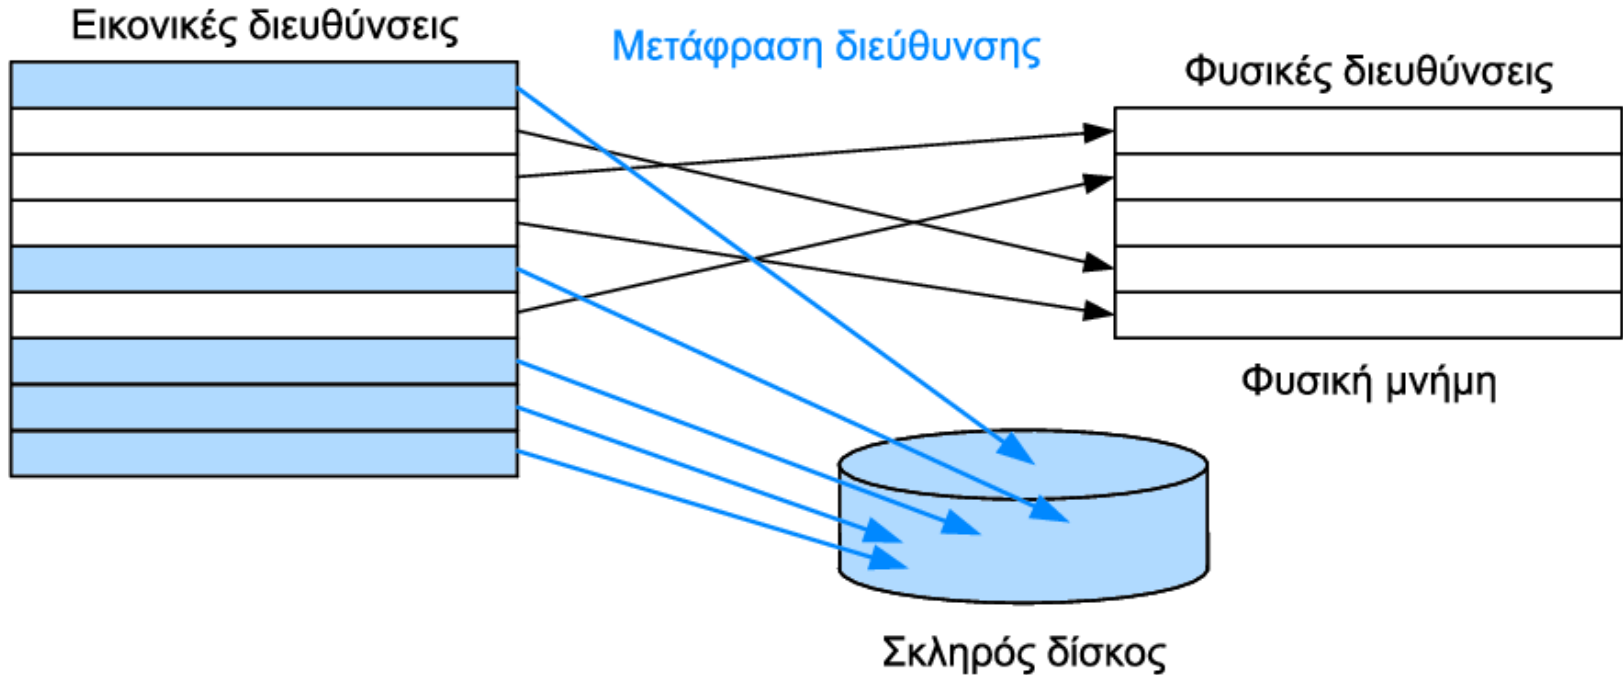 Εικονικές διευθύνσεις
Μετάφραση διεύθυνσης
Φυσικές διευθύνσεις
Φυσική μνήμη
Σκληρός δίσκος